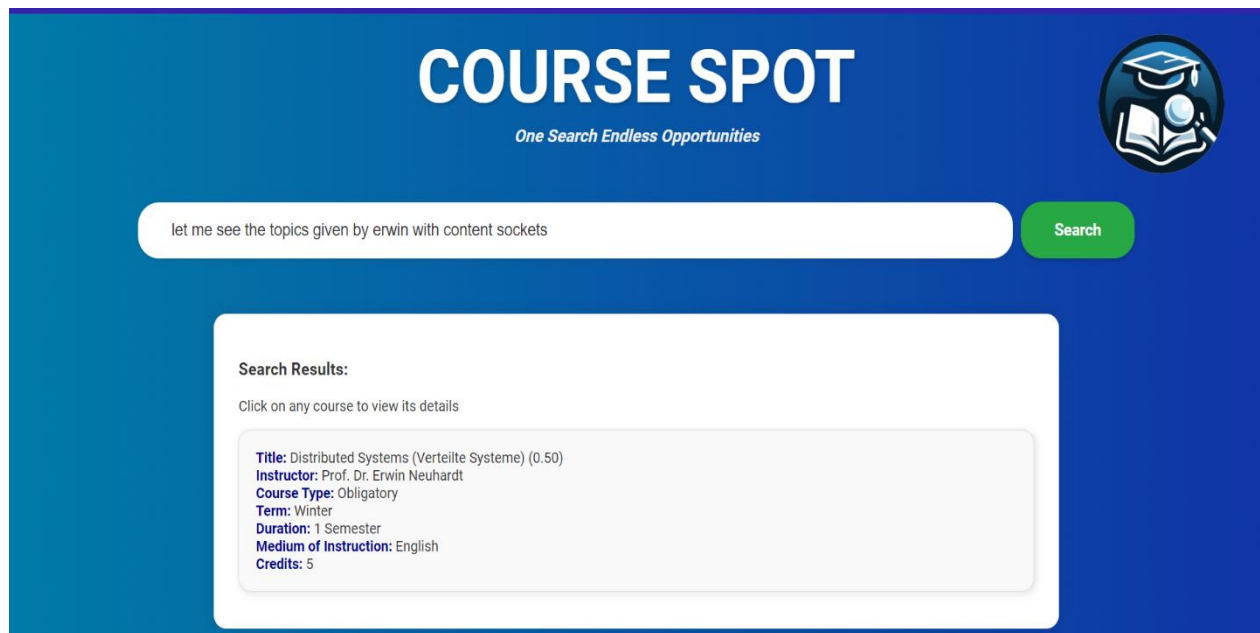 COURSE SPOT
One Search Endless Opportunities
let me see the topics given by erwin with content sockets
Search
Search Results:
Click on any course to view its details
Title: Distributed Systems (Verteilte Systeme) (0.50)
Instructor: Prof. Dr. Erwin Neuhardt
Course Type: Obligatory
Term: Winter
Duration: 1 Semester
Medium of Instruction: English
Credits: 5